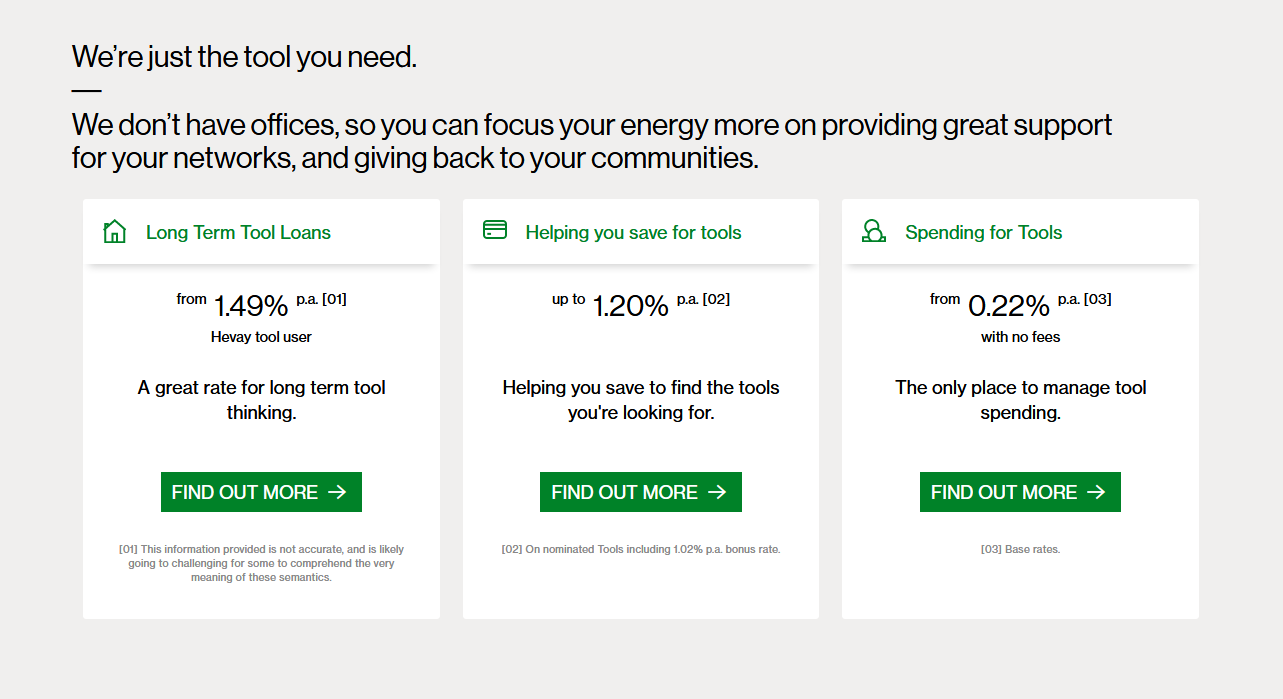 We’re just the tool you need.
We don’t have offices, so you can focus your energy more on providing great support
for your networks, and giving back to your communities.
Long Term Tool Loans
from 1.49% p.a. [01]
Hevay tool user
A great rate for long term tool
thinking.
FIND OUT MORE →
[01] This information provided is not accurate, and is likely
going to challenging for some to comprehend the very
meaning of these semantics.
Helping you save for tools
up to 1.20% p.a. [02]
Helping you save to find the tools
you're looking for.
FIND OUT MORE →
[02] On nominated Tools including 1.02% p.a. bonus rate.
Spending for Tools
from 0.22% p.a. [03]
with no fees
The only place to manage tool
spending.
FIND OUT MORE →
[03] Base rates.